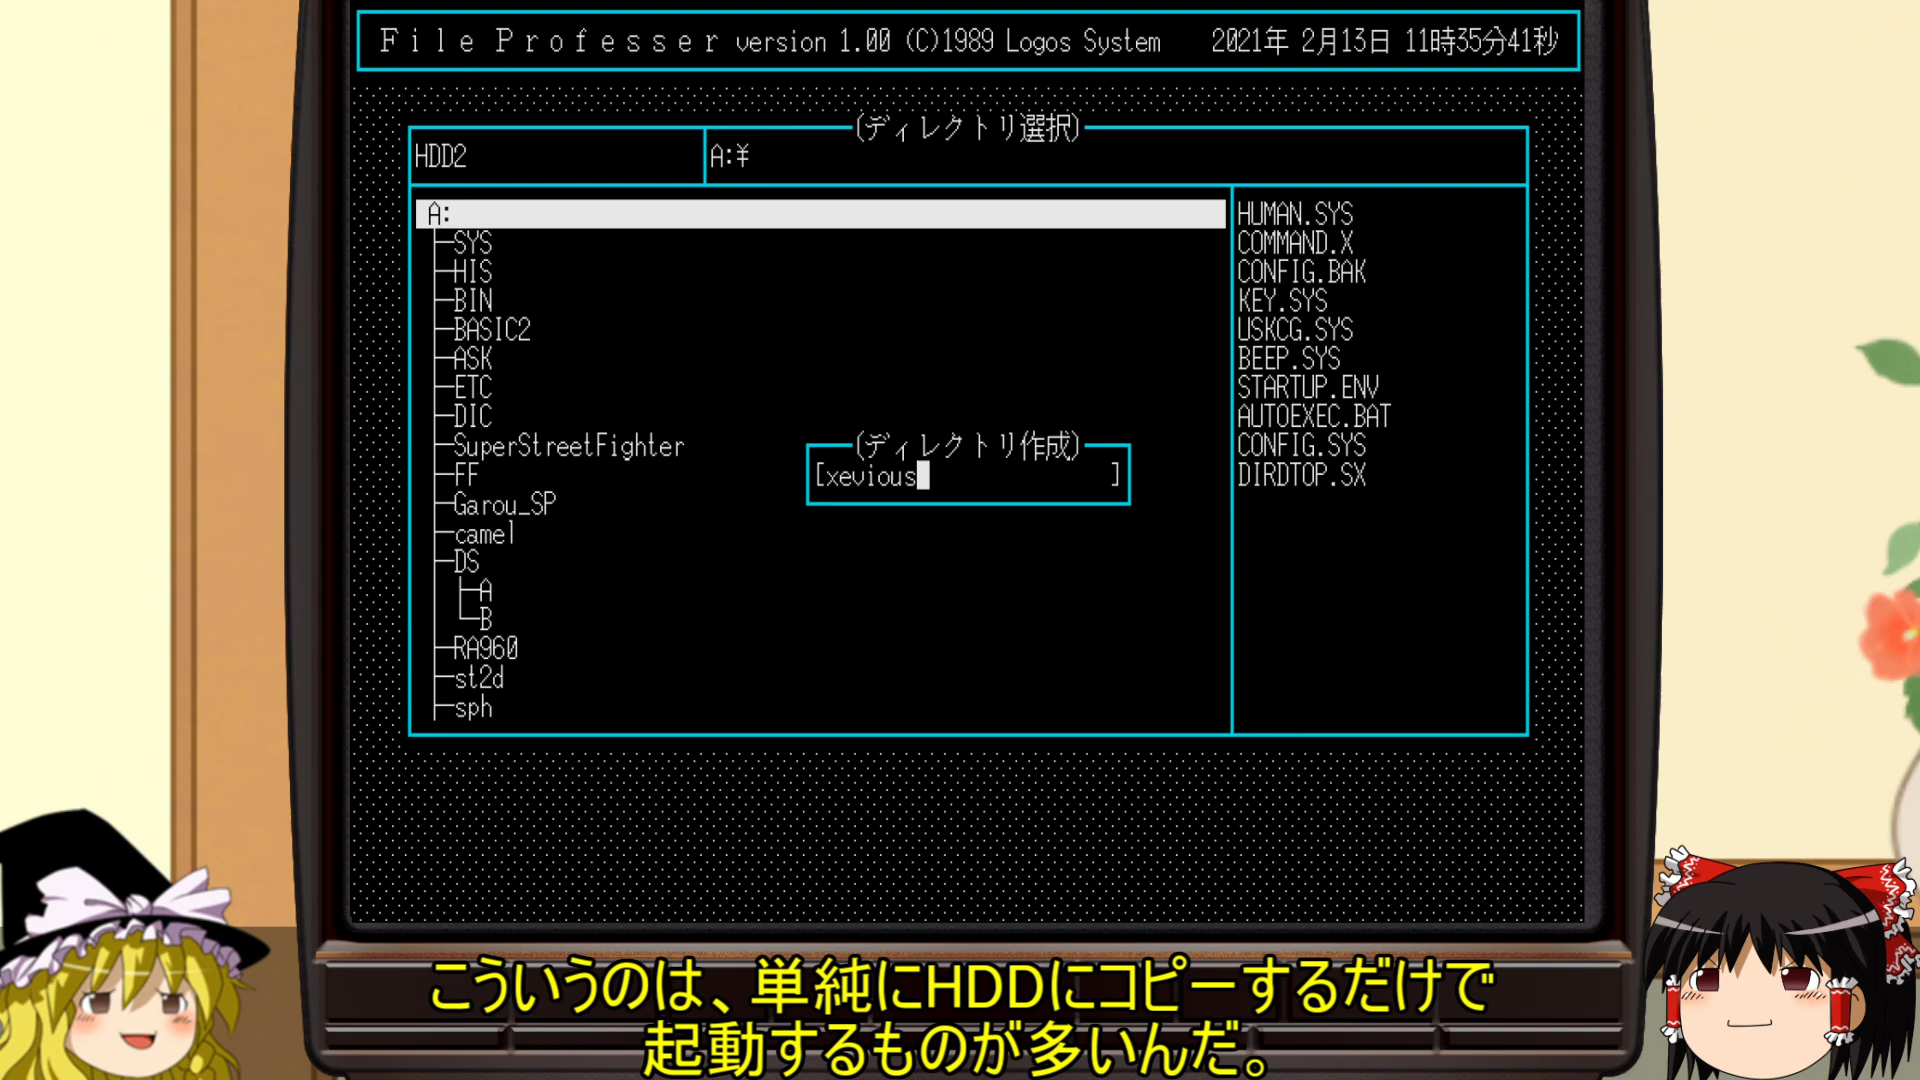 File Professer version 1.00 (C)1989 Logos System 2021年 2月13日 11時35分41秒
(ディレクトリ選択)
HDD2 A:¥
A:
SYS
HIS
BIN
BASIC2
ASK
ETC
DIC
SuperStreetFighter
FF
Garou_SP
camel
DS
A
B
RA960
st2d
sph
(ディレクトリ作成)
[xevious ]
HUMAN.SYS
COMMAND.X
CONFIG.BAK
KEY.SYS
USKCG.SYS
BEEP.SYS
STARTUP.ENV
AUTOEXEC.BAT
CONFIG.SYS
DIRDTOP.SX
こういうのは、単純にHDDにコピーするだけで
起動するものが多いんだ。